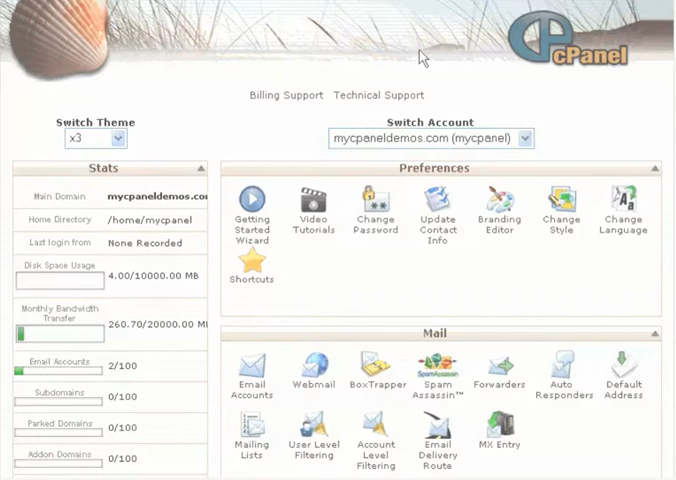 cPanel
Billing Support Technical Support
Switch Theme
x3
Switch Account
mycpaneldemos.com (mycpanel)
Stats
Main Domain mycpaneldemos.co
Home Directory /home/mycpanel
Last login from None Recorded
Disk Space Usage
4.00/10000.00 MB
Monthly Bandwidth
Transfer
260.70/20000.00 M
Email Accounts
2/100
Subdomains
0/100
Parked Domains
0/100
Addon Domains
0/100
Preferences
Getting
Started
Wizard
Video
Tutorials
Change
Password
Update
Contact
Info
Branding
Editor
Change
Style
Change
Language
Shortcuts
Mail
Email
Accounts
Webmail
BoxTrapper
SpamAssassin
Spam
Assassin™
Forwarders
Auto
Responders
Default
Address
Mailing
Lists
User Level
Filtering
Account
Level
Filtering
Email
Delivery
Route
MX Entry